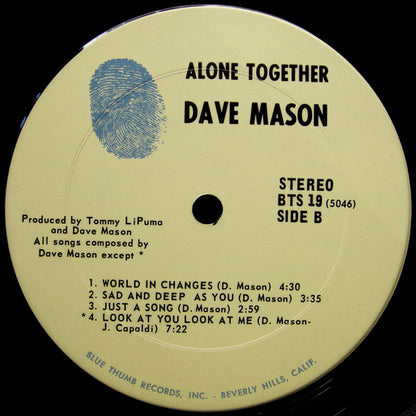 ALONE TOGETHER
DAVE MASON
STEREO
BTS 19 (5046)
SIDE B
Produced by Tommy LiPuma
and Dave Mason
All songs composed by
Dave Mason except *
1. WORLD IN CHANGES (D. Mason) 4:30
2. SAD AND DEEP AS YOU (D. Mason) 3:35
3. JUST A SONG (D. Mason) 2:59
* 4. LOOK AT YOU LOOK AT ME (D. Mason-
J. Capaldi) 7:22
BLUE THUMB RECORDS, INC. - BEVERLY HILLS, CALIF.